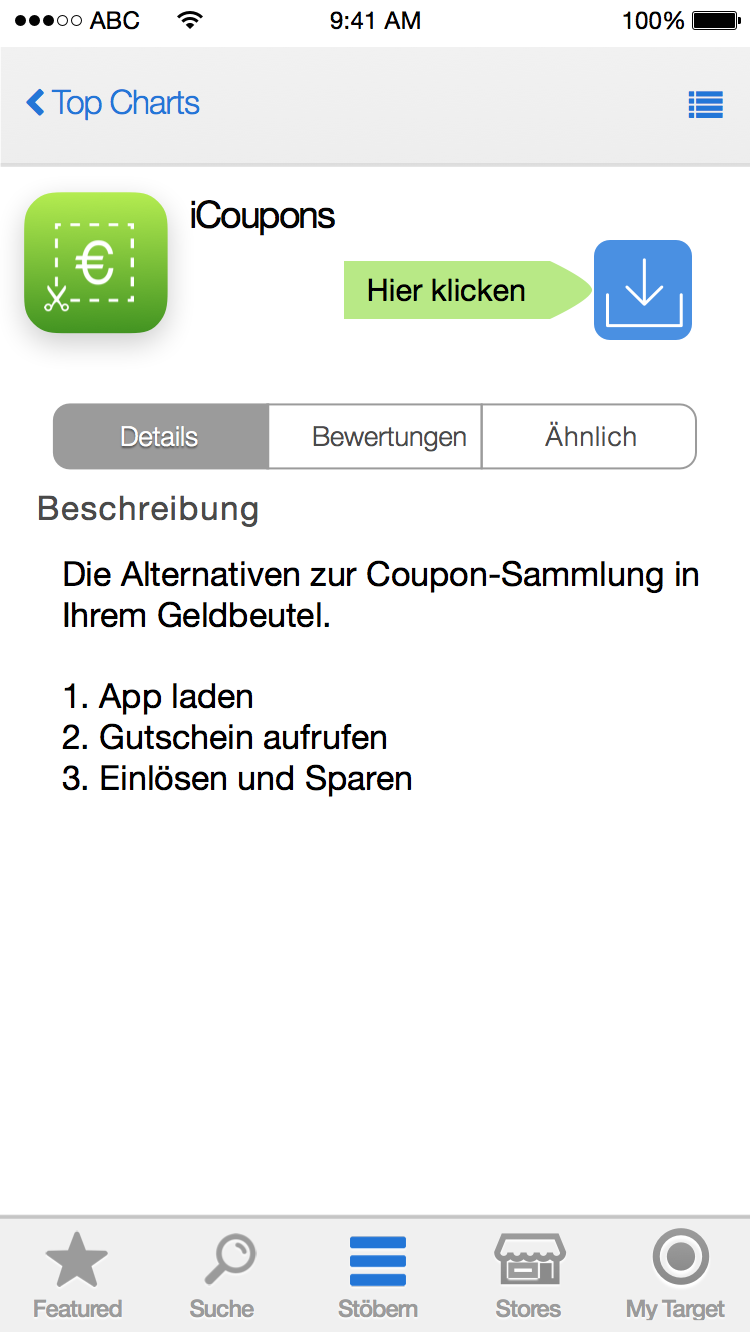 ABC 9:41 AM 100%
Top Charts
iCoupons
€
Hier klicken
Details Bewertungen Ähnlich
Beschreibung
Die Alternativen zur Coupon-Sammlung in
Ihrem Geldbeutel.
1. App laden
2. Gutschein aufrufen
3. Einlösen und Sparen
Featured Suche Stöbern Stores My Target